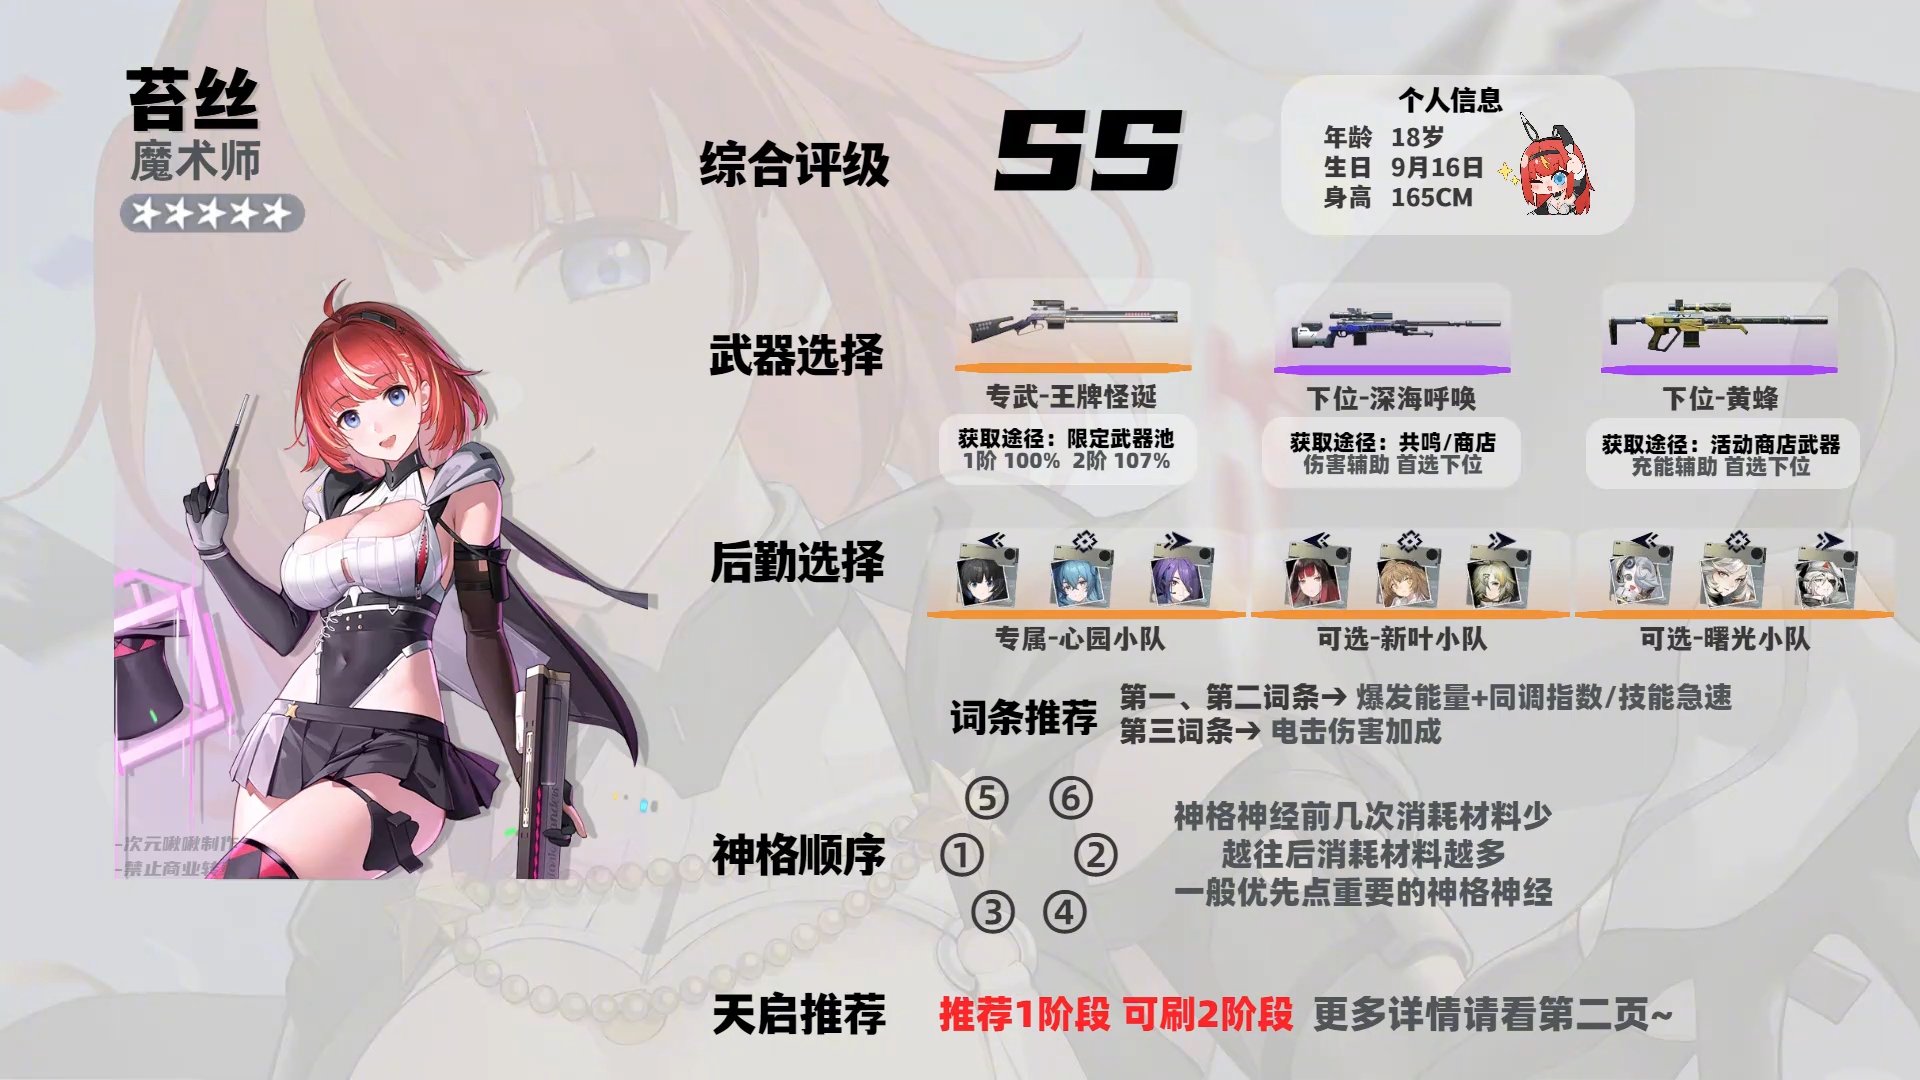 苔丝
魔术师
综合评级
SS
个人信息
年龄 18岁
生日 9月16日
身高 165CM
武器选择
专武-王牌怪诞
获取途径：限定武器池
1阶 100% 2阶 107%
下位-深海呼唤
获取途径：共鸣/商店
伤害辅助 首选下位
下位-黄蜂
获取途径：活动商店武器
充能辅助 首选下位
后勤选择
专属-心园小队
可选-新叶小队
可选-曙光小队
词条推荐
第一、第二词条→ 爆发能量+同调指数/技能急速
第三词条→ 电击伤害加成
神格顺序
⑤ ⑥
① ②
③ ④
神格神经前几次消耗材料少
越往后消耗材料越多
一般优先点重要的神格神经
-次元啾啾制作
-禁止商业转
天启推荐
推荐1阶段 可刷2阶段 更多详情请看第二页~